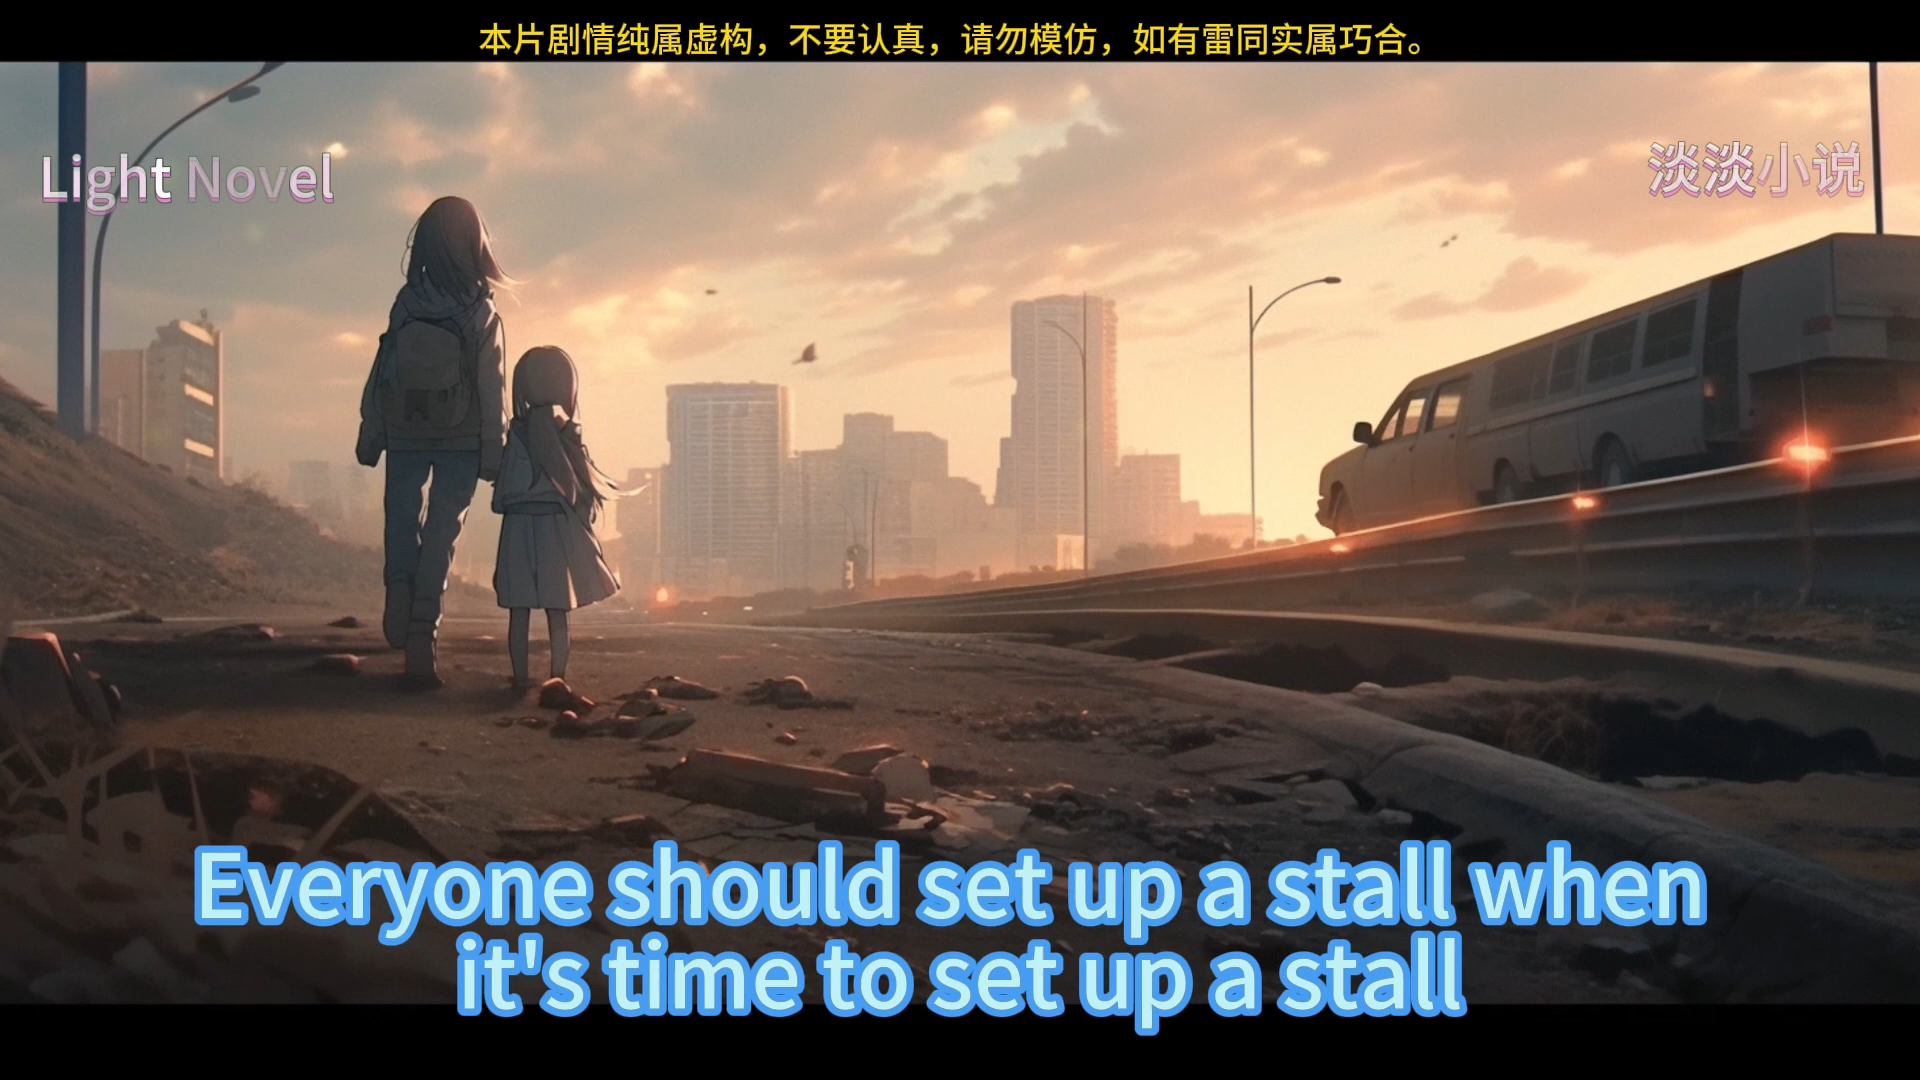 本片剧情纯属虚构，不要认真，请勿模仿，如有雷同实属巧合。
Light Novel
淡淡小说
Everyone should set up a stall when
it's time to set up a stall